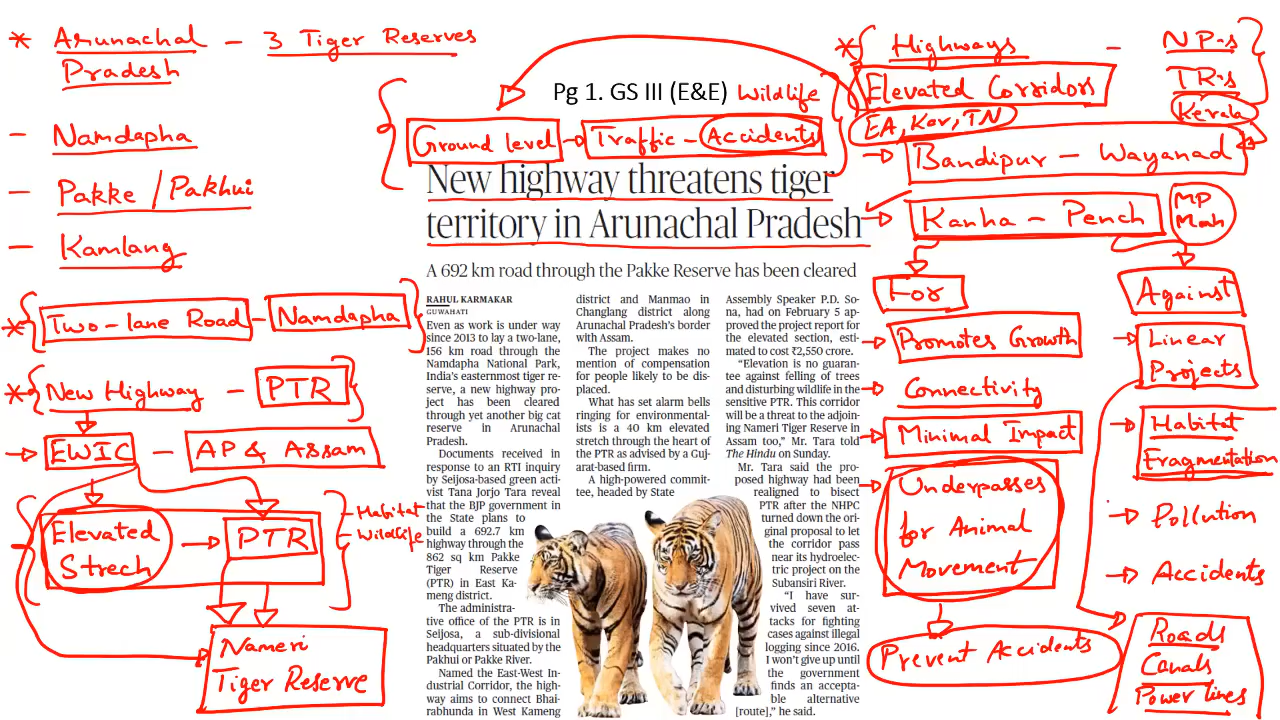 * Arunachal Pradesh - 3 Tiger Reserves
- Namdapha
- Pakke / Pakhui
- Kamlang
* Two-lane Road - Namdapha
* New Highway - PTR
→ EWIC - AP & Assam
Elevated Strech → PTR
- Habitat
- Wildlife
Nameri
Tiger Reserve
Pg 1. GS III (E&E) Wildlife
Ground level → Traffic - Accidents
New highway threatens tiger
territory in Arunachal Pradesh
A 692 km road through the Pakke Reserve has been cleared
RAHUL KARMAKAR
GUWAHATI
Even as work is under way
since 2013 to lay a two-lane,
156 km road through the
Namdapha National Park,
India's easternmost tiger re-
serve, a new highway pro-
ject has been cleared
through yet another big cat
reserve in Arunachal
Pradesh.
Documents received in
response to an RTI inquiry
by Seijosa-based green acti-
vist Tana Jorjo Tara reveal
that the BJP government in
the State plans to
build a 692.7 km
highway through the
862 sq km Pakke
Tiger Reserve
(PTR) in East Ka-
meng district.
The administra-
tive office of the PTR is in
Seijosa, a sub-divisional
headquarters situated by the
Pakhui or Pakke River.
Named the East-West In-
dustrial Corridor, the high-
way aims to connect Bhai-
rabhunda in West Kameng
district and Manmao in
Changlang district along
Arunachal Pradesh's border
with Assam.
The project makes no
mention of compensation
for people likely to be dis-
placed.
What has set alarm bells
ringing for environmental-
ists is a 40 km elevated
stretch through the heart of
the PTR as advised by a Guj-
arat-based firm.
A high-powered commit-
tee, headed by State
Assembly Speaker P.D. So-
na, had on February 5 ap-
proved the project report for
the elevated section, esti-
mated to cost ₹2,550 crore.
"Elevation is no guaran-
tee against felling of trees
and disturbing wildlife in the
sensitive PTR. This corridor
will be a threat to the adjoin-
ing Nameri Tiger Reserve in
Assam too," Mr. Tara told
The Hindu on Sunday.
Mr. Tara said the pro-
posed highway had been
realigned to bisect
PTR after the NHPC
turned down the ori-
ginal proposal to let
the corridor pass
near its hydroelec-
tric project on the
Subansiri River.
"I have sur-
vived seven at-
tacks for fighting
cases against illegal
logging since 2016.
I won't give up until
the government
finds an accepta-
ble alternative
[route]," he said.
* Highways - NP-s
Elevated Corridors TR-s
EA, Kar, TN Kerala
→ Bandipur - Wayanad
→ Kanha - Pench MP
Mah
For
→ Promotes Growth
→ Connectivity
→ Minimal Impact
→ Underpasses
for Animal
Movement
Prevent Accidents
Against
→ Linear
Projects
→ Habitat
Fragmentation
→ Pollution
→ Accidents
Roads
Canals
Power lines